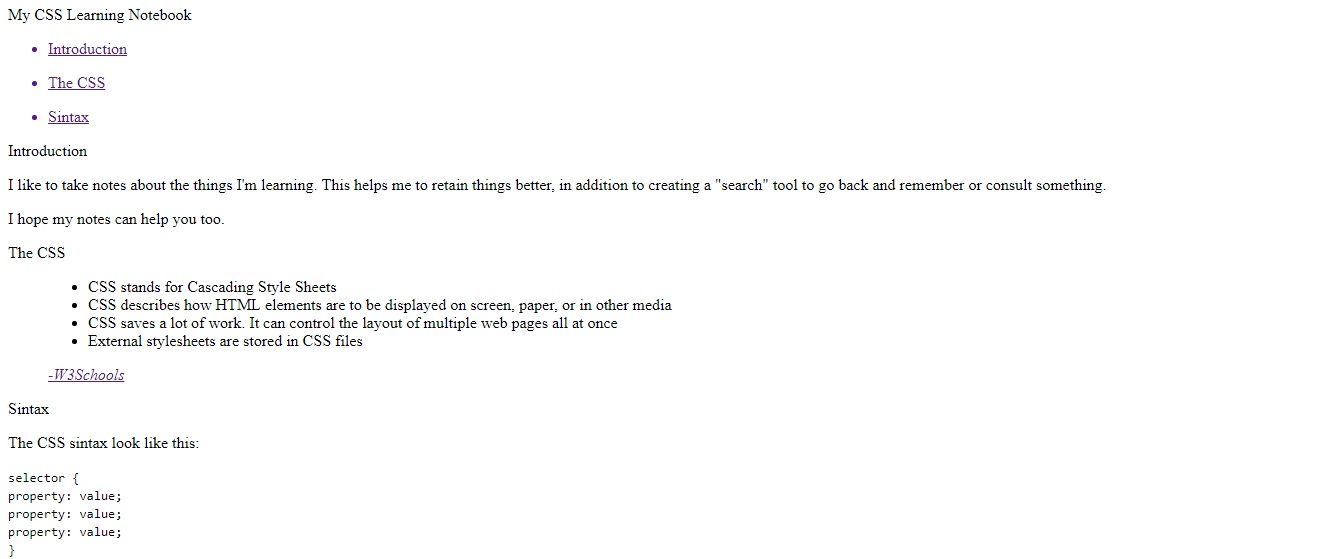 My CSS Learning Notebook
Introduction
The CSS
Sintax
Introduction
I like to take notes about the things I'm learning. This helps me to retain things better, in addition to creating a "search" tool to go back and remember or consult something.
I hope my notes can help you too.
The CSS
CSS stands for Cascading Style Sheets
CSS describes how HTML elements are to be displayed on screen, paper, or in other media
CSS saves a lot of work. It can control the layout of multiple web pages all at once
External stylesheets are stored in CSS files
-W3Schools
Sintax
The CSS sintax look like this:
selector {
property: value;
property: value;
property: value;
}